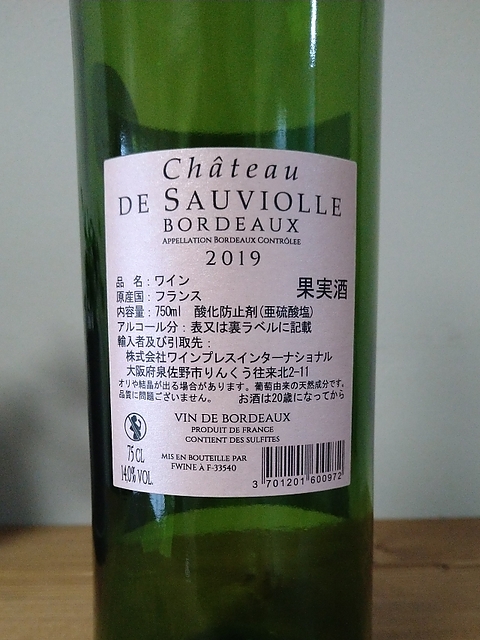 Château
DE SAUVIOLLE
BORDEAUX
APPELLATION BORDEAUX CONTRÔLÉE
2019
品 名：ワイン
果実酒
原産国：フランス
内容量：750ml 酸化防止剤(亜硫酸塩)
アルコール分：表又は裏ラベルに記載
輸入者及び引取先：
株式会社ワインプレスインターナショナル
大阪府泉佐野市りんくう往来北2-11
オリや結晶が出る場合があります。葡萄由来の天然成分です。
品質に問題ございません。 お酒は20歳になってから
VIN DE BORDEAUX
PRODUIT DE FRANCE
CONTIENT DES SULFITES
75 CL
14,0% VOL.
MIS EN BOUTEILLE PAR
FWINE À F-33540
3 701201 600972